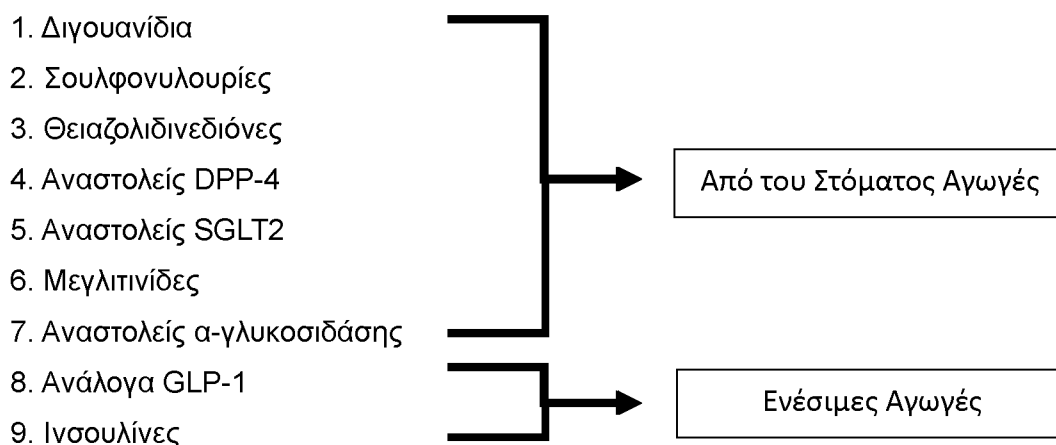 1. Διγουανίδια
2. Σουλφονυλουρίες
3. Θειαζολιδινεδιόνες
4. Αναστολείς DPP-4
5. Αναστολείς SGLT2
6. Μεγλιτινίδες
7. Αναστολείς α-γλυκοσιδάσης
8. Ανάλογα GLP-1
9. Ινσουλίνες
Από του Στόματος Αγωγές
Ενέσιμες Αγωγές